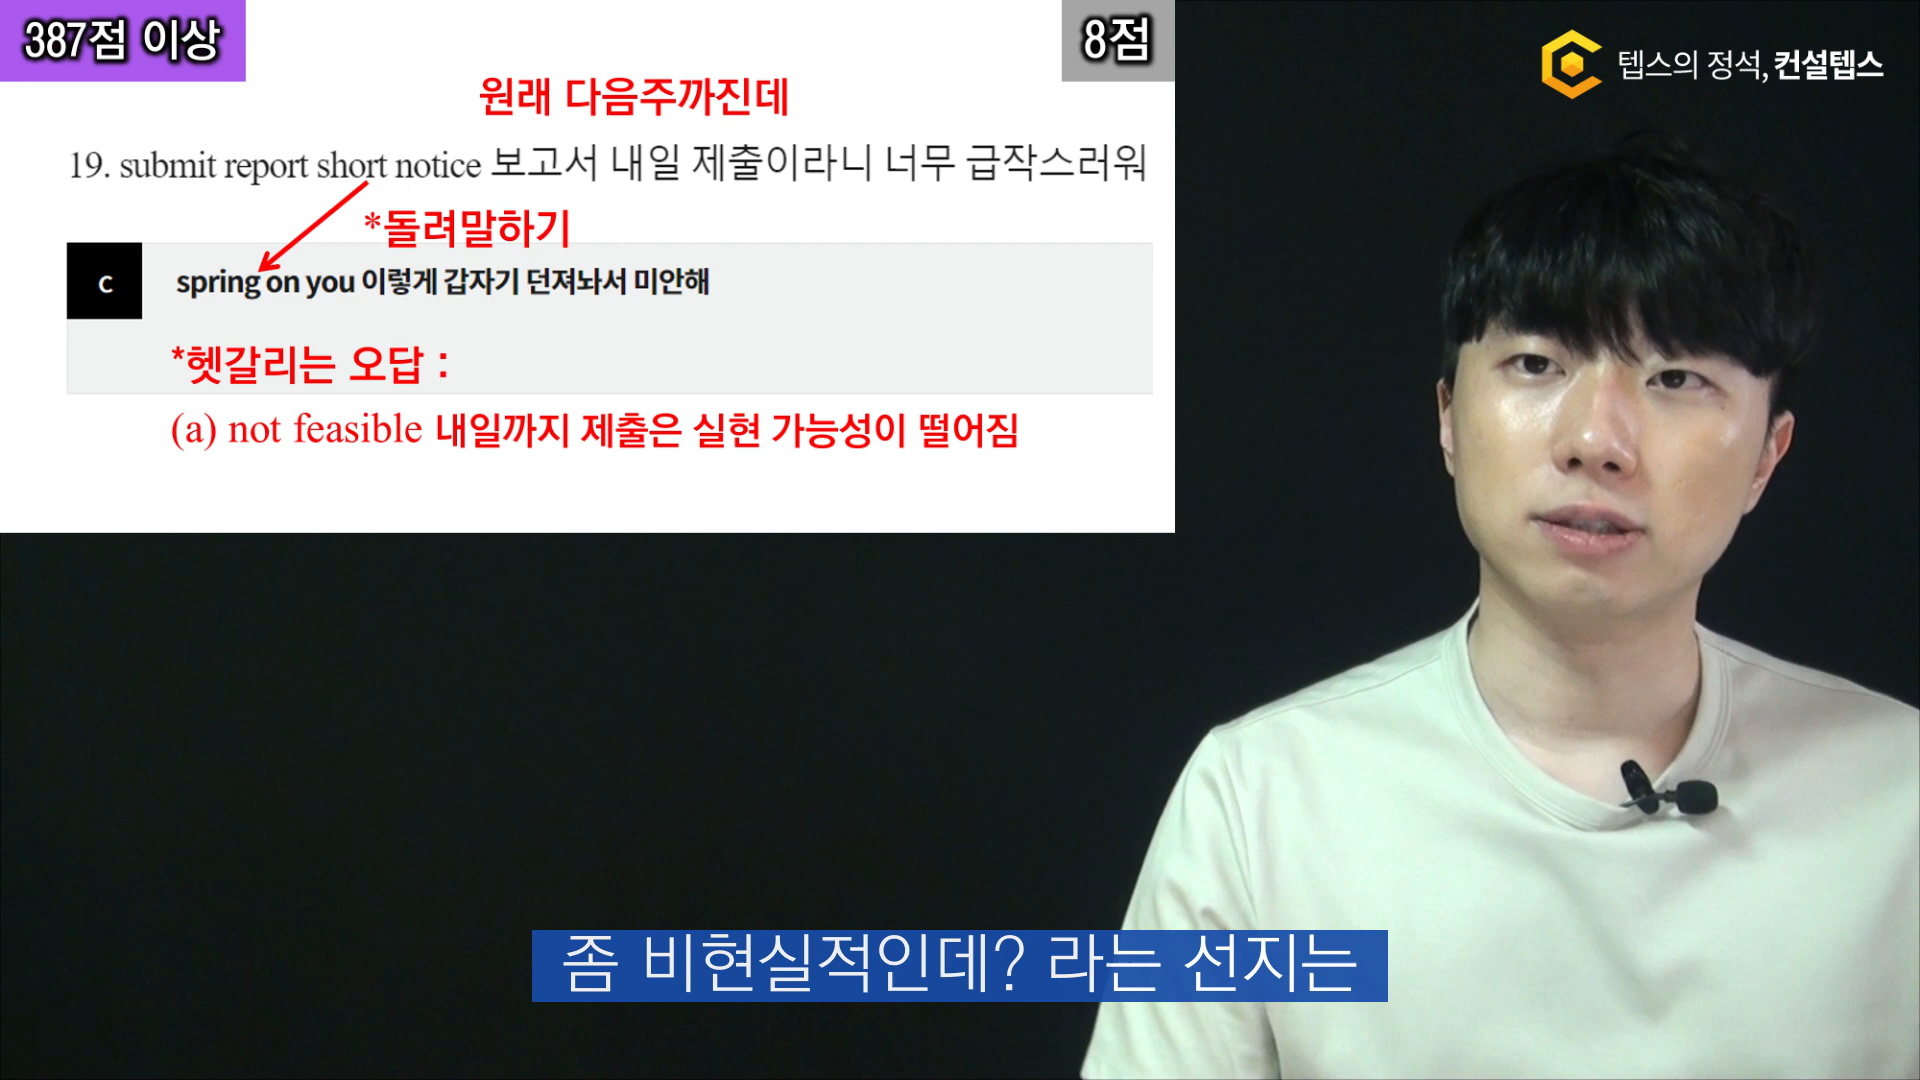 387점 이상
8점
텝스의 정석, 컨설텝스
원래 다음주까진데
19. submit report short notice 보고서 내일 제출이라니 너무 급작스러워
*돌려말하기
C
spring on you 이렇게 갑자기 던져놔서 미안해
*헷갈리는 오답 :
(a) not feasible 내일까지 제출은 실현 가능성이 떨어짐
좀 비현실적인데? 라는 선지는